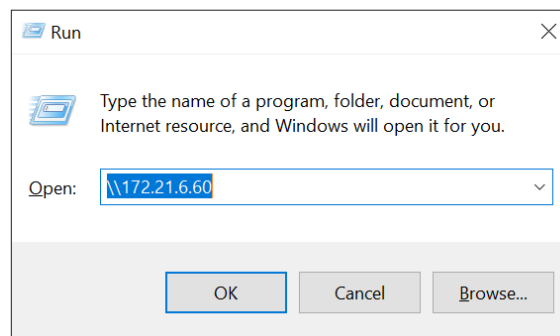 Run
Type the name of a program, folder, document, or
Internet resource, and Windows will open it for you.
Open:
\\172.21.6.60
OK
Cancel
Browse...